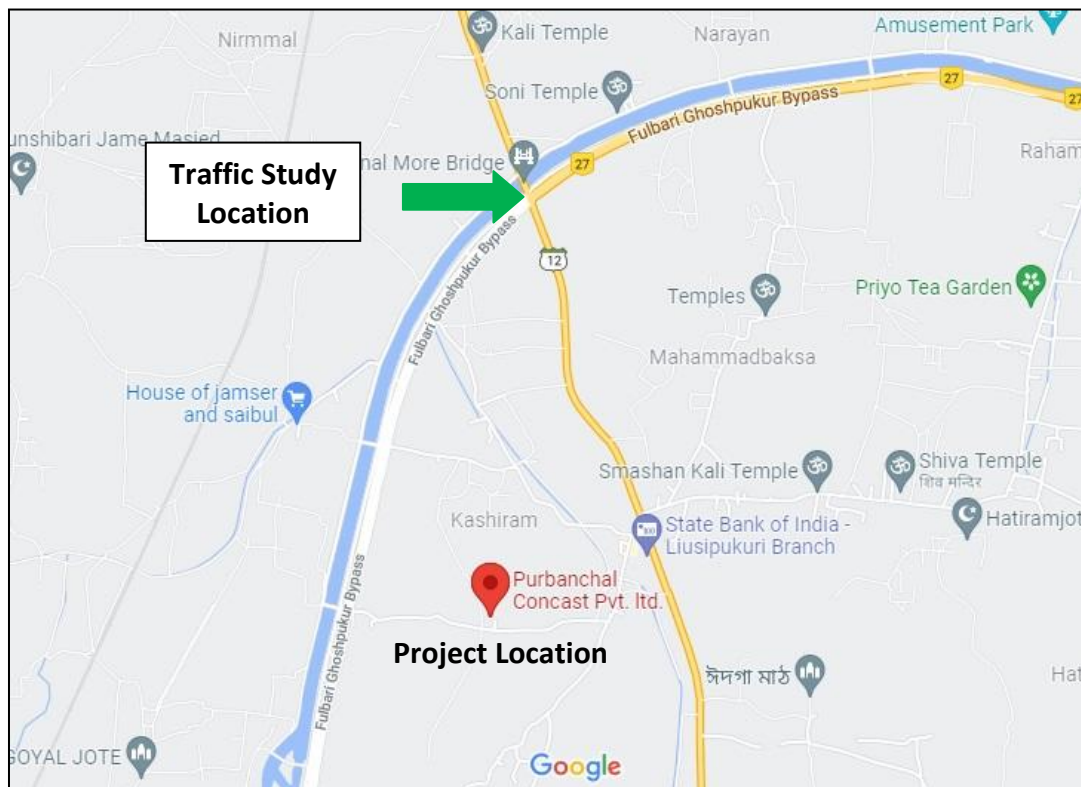 Nirmmal
Kali Temple
Narayan
Amusement Park
Soni Temple
Fulbari Ghoshpukur Bypass
27
27
27
unshibari Jame Masjed
nal More Bridge
Raham
Traffic Study
Location
12
Fulbari Ghoshpukur Bypass
Temples
Priyo Tea Garden
Mahammadbaksa
House of jamser
and saibul
Smashan Kali Temple
Shiva Temple
शिव मन्दिर
Kashiram
State Bank of India -
Liusipukuri Branch
Hatiramjot
Purbanchal
Concast Pvt. ltd.
Fulbari Ghoshpukur Bypass
Project Location
ঈদগা মাঠ
Hat
GOYAL JOTE
Google